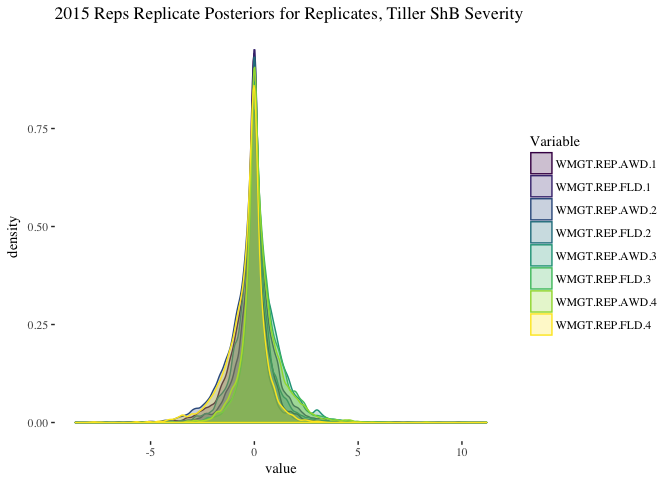 2015 Reps Replicate Posteriors for Replicates, Tiller ShB Severity
density
0.75
0.50
0.25
0.00
-5
0
5
10
value
Variable
WMGT.REP.AWD.1
WMGT.REP.FLD.1
WMGT.REP.AWD.2
WMGT.REP.FLD.2
WMGT.REP.AWD.3
WMGT.REP.FLD.3
WMGT.REP.AWD.4
WMGT.REP.FLD.4